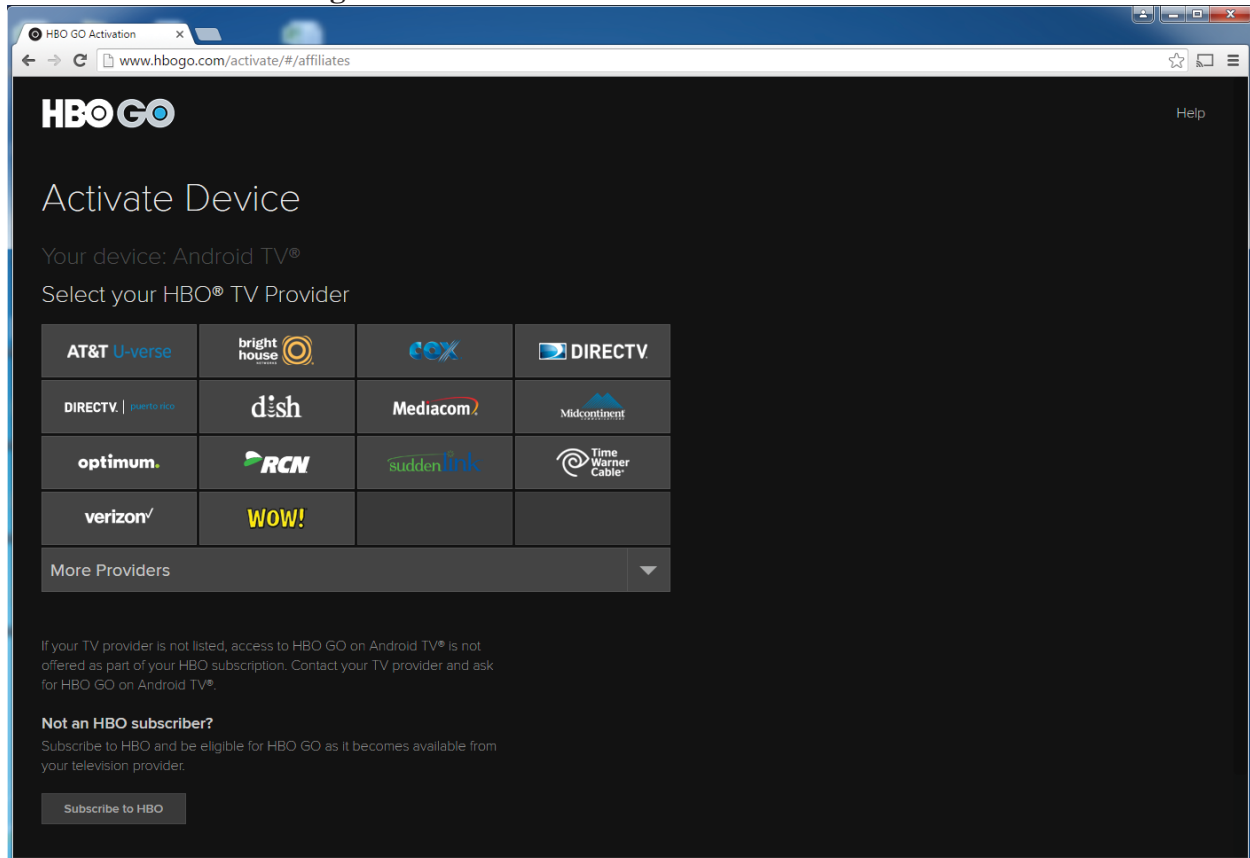 HBO GO Activation
www.hbogo.com/activate/#/affiliates
HBO GO
Help
Activate Device
Your device: Android TV®
Select your HBO® TV Provider
AT&T U-verse
bright house NETWORKS
COX
DIRECTV
DIRECTV. | puerto rico
dish
Mediacom
Midcontinent COMMUNICATIONS
optimum.
RCN
suddenlink
Time Warner Cable
verizon✓
WOW!
More Providers
If your TV provider is not listed, access to HBO GO on Android TV® is not
offered as part of your HBO subscription. Contact your TV provider and ask
for HBO GO on Android TV®.
Not an HBO subscriber?
Subscribe to HBO and be eligible for HBO GO as it becomes available from
your television provider.
Subscribe to HBO